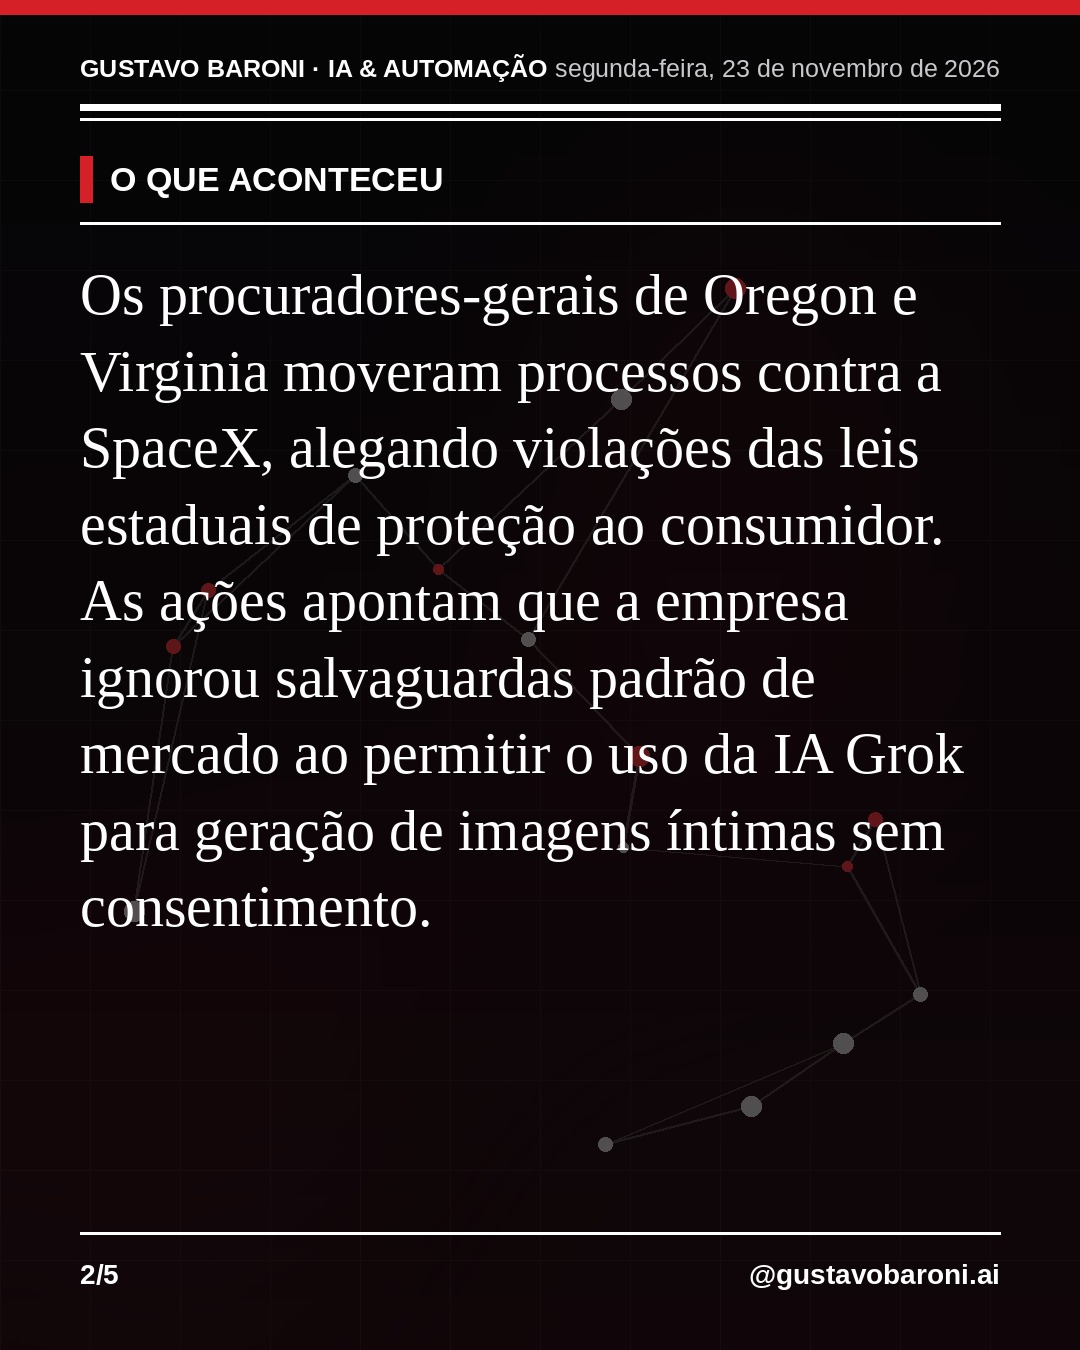 GUSTAVO BARONI · IA & AUTOMAÇÃO segunda-feira, 23 de novembro de 2026
O QUE ACONTECEU
Os procuradores-gerais de Oregon e
Virginia moveram processos contra a
SpaceX, alegando violações das leis
estaduais de proteção ao consumidor.
As ações apontam que a empresa
ignorou salvaguardas padrão de
mercado ao permitir o uso da IA Grok
para geração de imagens íntimas sem
consentimento.
2/5 @gustavobaroni.ai